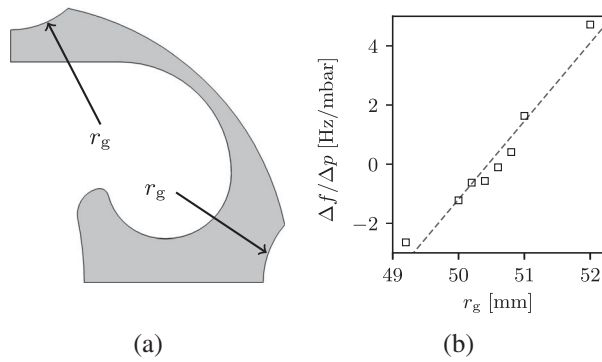 r_g
r_g
(a)
Δf/Δp [Hz/mbar]
4
2
0
−2
49
50
51
52
r_g [mm]
(b)